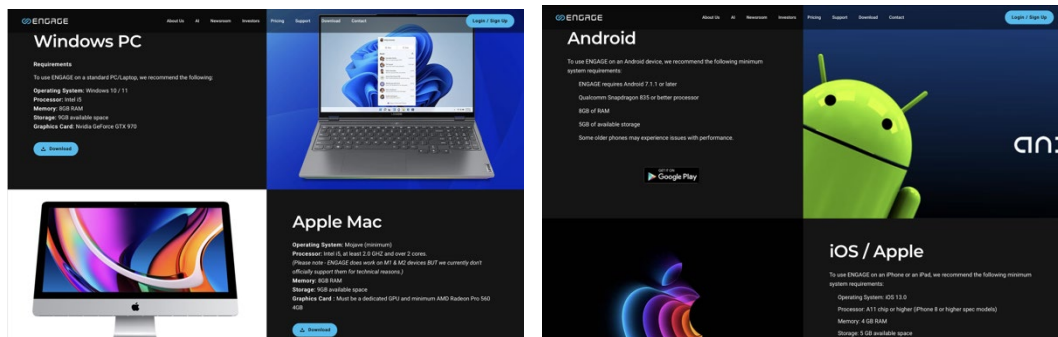 ENGAGE
About Us AI Newsroom Investors Pricing Support Download Contact
Login / Sign Up
Windows PC
Requirements
To use ENGAGE on a standard PC/Laptop, we recommend the following:
Operating System: Windows 10 / 11
Processor: Intel i5
Memory: 8GB RAM
Storage: 9GB available space
Graphics Card: Nvidia GeForce GTX 970
Download
Apple Mac
Operating System: Mojave (minimum)
Processor: Intel i5, at least 2.0 GHZ and over 2 cores.
(Please note - ENGAGE does work on M1 & M2 devices BUT we currently don't
officially support them for technical reasons.)
Memory: 8GB RAM
Storage: 9GB available space
Graphics Card : Must be a dedicated GPU and minimum AMD Radeon Pro 560
4GB
Download
ENGAGE
About Us AI Newsroom Investors Pricing Support Download Contact
Login / Sign Up
Android
To use ENGAGE on an Android device, we recommend the following minimum
system requirements:
ENGAGE requires Android 7.1.1 or later
Qualcomm Snapdragon 835 or better processor
8GB of RAM
5GB of available storage
Some older phones may experience issues with performance.
GET IT ON
Google Play
iOS / Apple
To use ENGAGE on an iPhone or an iPad, we recommend the following minimum
system requirements:
Operating System: iOS 13.0
Processor: A11 chip or higher (iPhone 8 or higher spec models)
Memory: 4 GB RAM
Storage: 5 GB available space